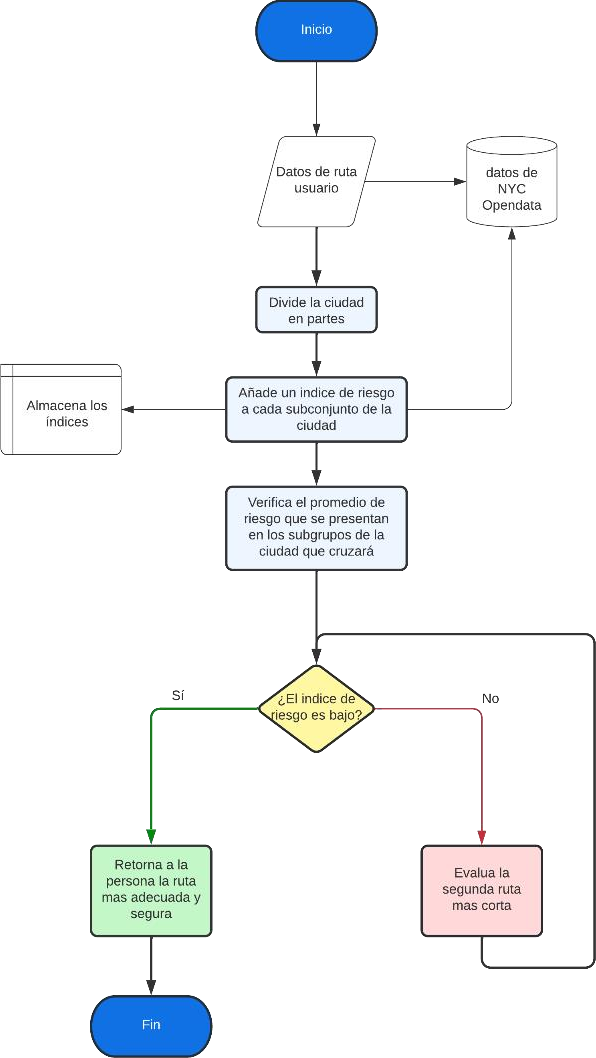 Inicio
Datos de ruta
usuario
datos de
NYC
Opendata
Divide la ciudad
en partes
Añade un indice de riesgo
a cada subconjunto de la
ciudad
Almacena los
índices
Verifica el promedio de
riesgo que se presentan
en los subgrupos de la
ciudad que cruzará
¿El indice de
riesgo es bajo?
Sí
No
Retorna a la
persona la ruta
mas adecuada y
segura
Evalua la
segunda ruta
mas corta
Fin